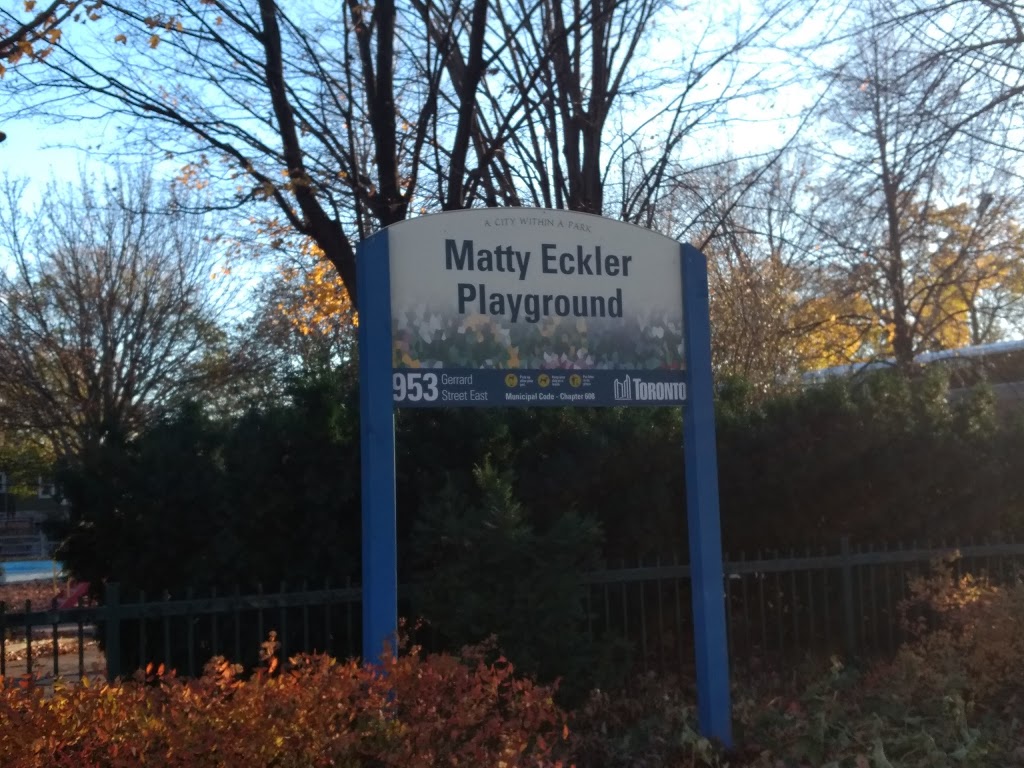 A CITY WITHIN A PARK
Matty Eckler
Playground
953 Gerrard
Street East
Municipal Code - Chapter 608
TORONTO